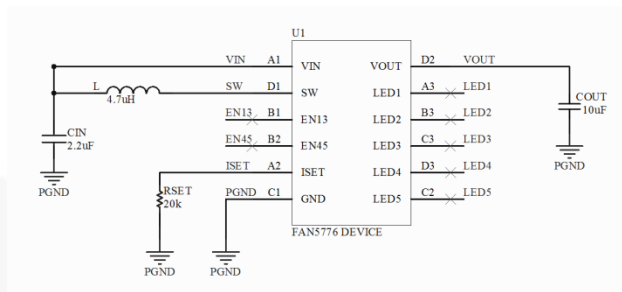 U1
VIN A1 VIN VOUT D2 VOUT
L SW D1 SW LED1 A3 LED1
4.7uH
EN13 B1 EN13 LED2 B3 LED2
COUT
10uF
EN45 B2 EN45 LED3 C3 LED3
CIN
2.2uF
ISET A2 ISET LED4 D3 LED4
PGND
PGND
RSET
20k
PGND C1 GND LED5 C2 LED5
FAN5776 DEVICE
PGND PGND